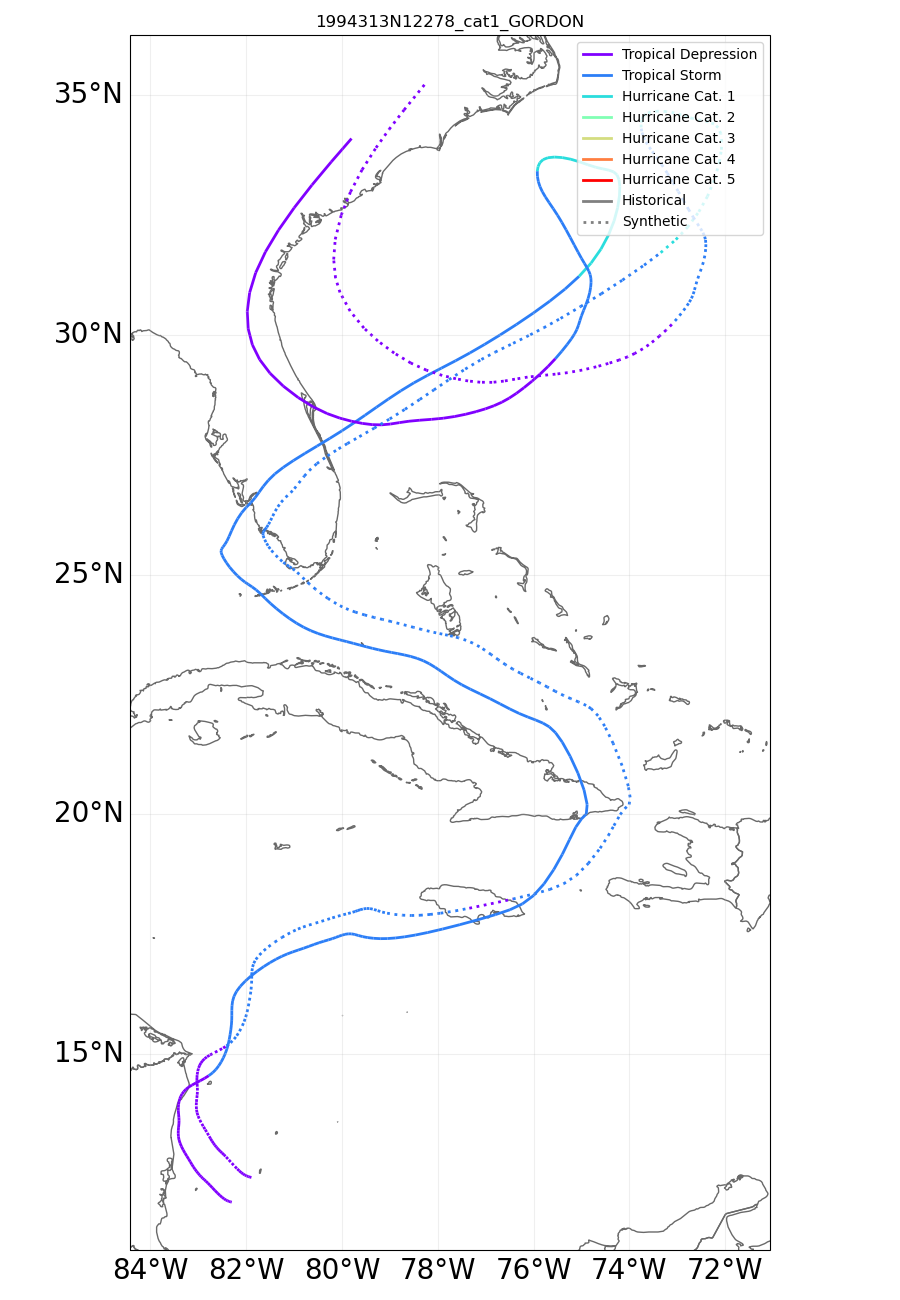 1994313N12278_cat1_GORDON
Tropical Depression
Tropical Storm
Hurricane Cat. 1
Hurricane Cat. 2
Hurricane Cat. 3
Hurricane Cat. 4
Hurricane Cat. 5
Historical
Synthetic
35°N
30°N
25°N
20°N
15°N
84°W 82°W 80°W 78°W 76°W 74°W 72°W